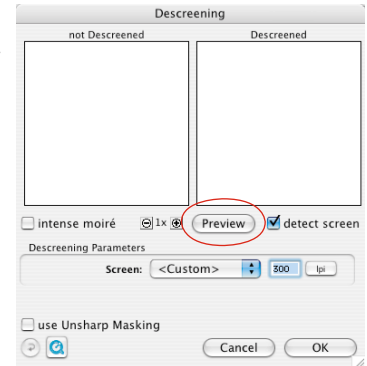 Descreening
not Descreened Descreened
intense moiré 1x Preview detect screen
Descreening Parameters
Screen: <Custom> 300 lpi
use Unsharp Masking
Cancel OK